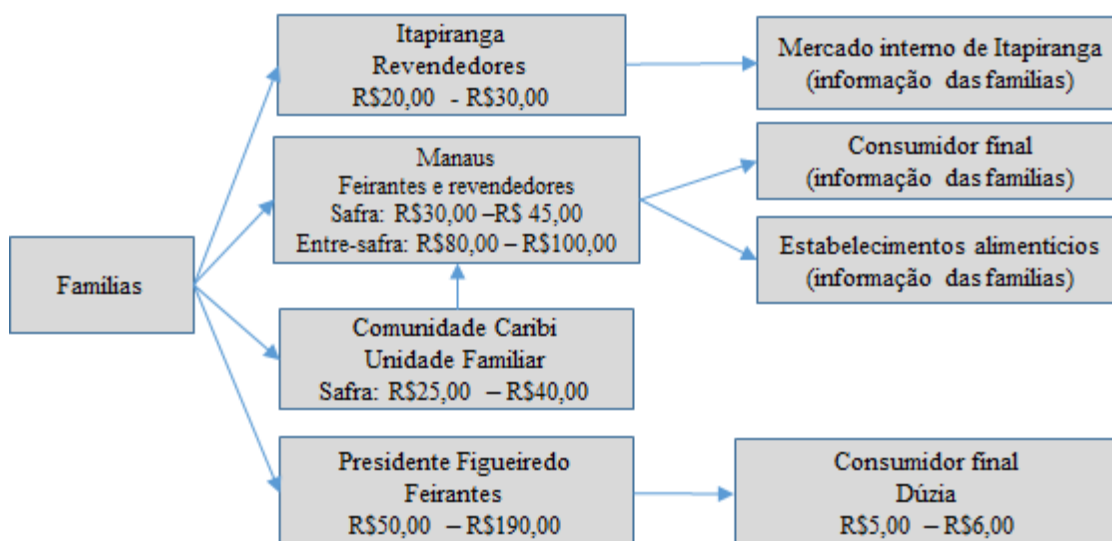 Itapiranga
Revendedores
R$20,00 - R$30,00
Mercado interno de Itapiranga
(informação das famílias)
Manaus
Feirantes e revendedores
Safra: R$30,00 –R$ 45,00
Entre-safra: R$80,00 – R$100,00
Consumidor final
(informação das famílias)
Estabelecimentos alimentícios
(informação das famílias)
Famílias
Comunidade Caribi
Unidade Familiar
Safra: R$25,00 – R$40,00
Presidente Figueiredo
Feirantes
R$50,00 – R$190,00
Consumidor final
Dúzia
R$5,00 – R$6,00